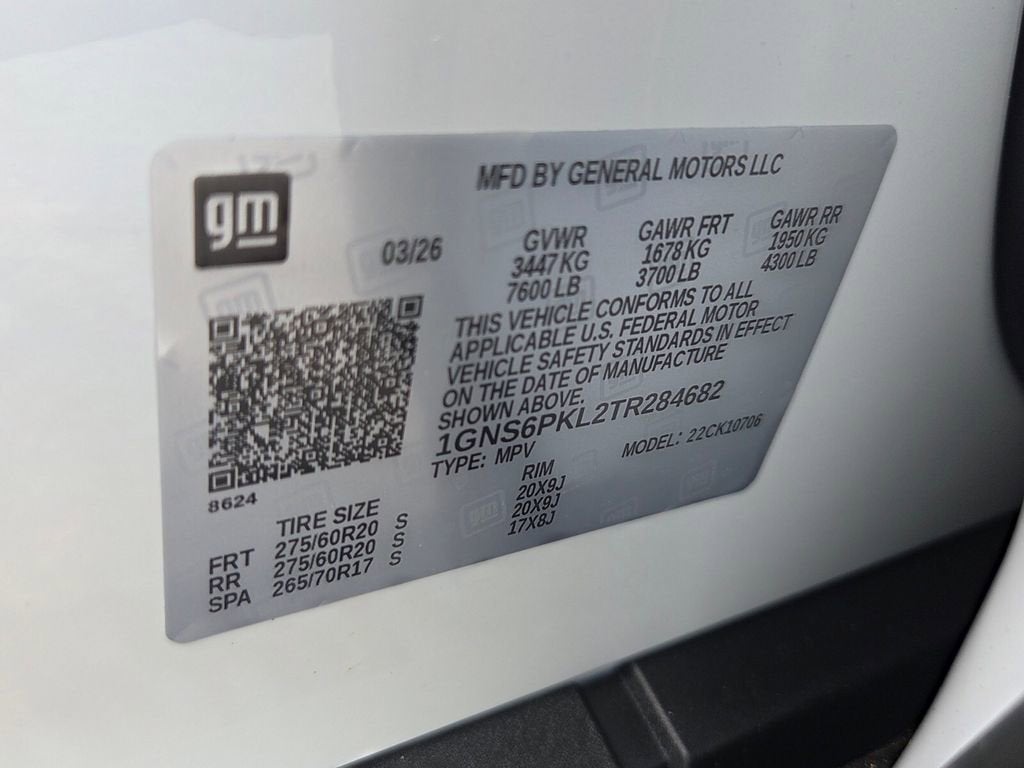 gm
MFD BY GENERAL MOTORS LLC
03/26
GVWR GAWR FRT GAWR RR
3447 KG 1678 KG 1950 KG
7600 LB 3700 LB 4300 LB
THIS VEHICLE CONFORMS TO ALL
APPLICABLE U.S. FEDERAL MOTOR
VEHICLE SAFETY STANDARDS IN EFFECT
ON THE DATE OF MANUFACTURE
SHOWN ABOVE.
1GNS6PKL2TR284682
TYPE: MPV MODEL: 22CK10706
8624
TIRE SIZE RIM
FRT 275/60R20 S 20X9J
RR 275/60R20 S 20X9J
SPA 265/70R17 S 17X8J